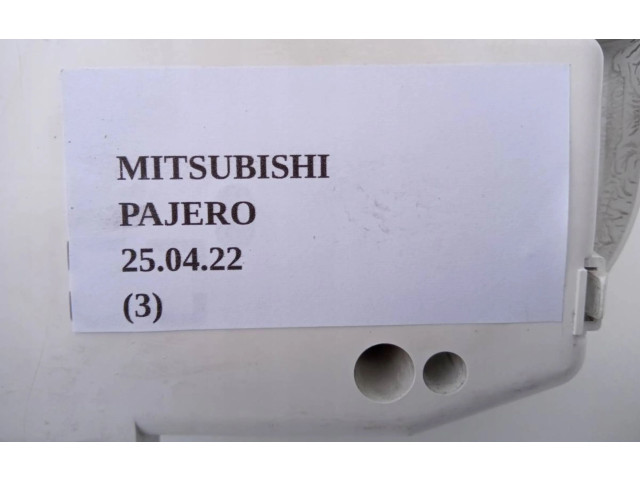 MITSUBISHI
PAJERO
25.04.22
(3)